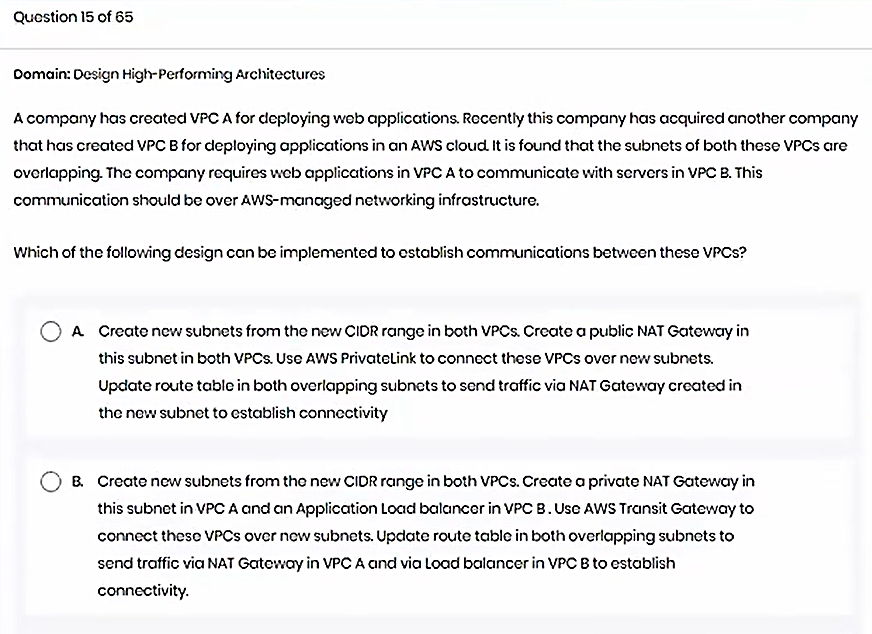 Question 15 of 65
Domain: Design High-Performing Architectures
A company has created VPC A for deploying web applications. Recently this company has acquired another company
that has created VPC B for deploying applications in an AWS cloud. It is found that the subnets of both these VPCs are
overlapping. The company requires web applications in VPC A to communicate with servers in VPC B. This
communication should be over AWS-managed networking infrastructure.
Which of the following design can be implemented to establish communications between these VPCs?
A. Create new subnets from the new CIDR range in both VPCs. Create a public NAT Gateway in
this subnet in both VPCs. Use AWS PrivateLink to connect these VPCs over new subnets.
Update route table in both overlapping subnets to send traffic via NAT Gateway created in
the new subnet to establish connectivity
B. Create new subnets from the new CIDR range in both VPCs. Create a private NAT Gateway in
this subnet in VPC A and an Application Load balancer in VPC B. Use AWS Transit Gateway to
connect these VPCs over new subnets. Update route table in both overlapping subnets to
send traffic via NAT Gateway in VPC A and via Load balancer in VPC B to establish
connectivity.